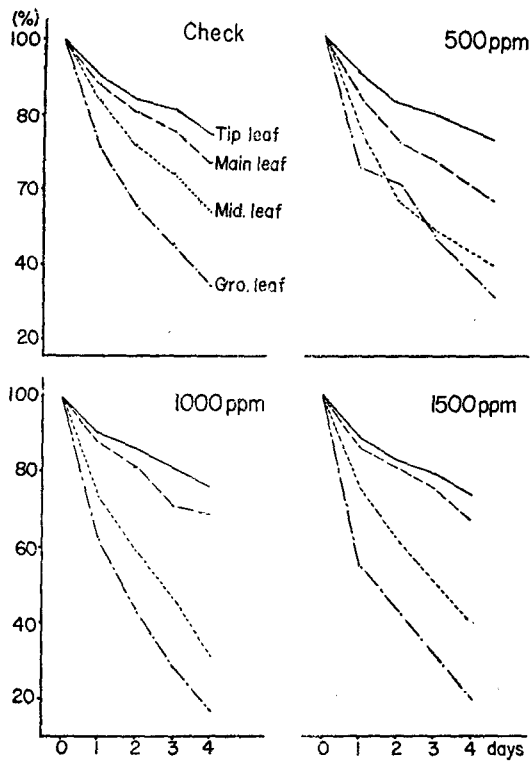 (%)
Check
500ppm
100
80
70
40
20
Tip leaf
Main leaf
Mid. leaf
Gro. leaf
1000ppm
1500ppm
100
80
60
40
20
0 1 2 3 4
0 1 2 3 4 days